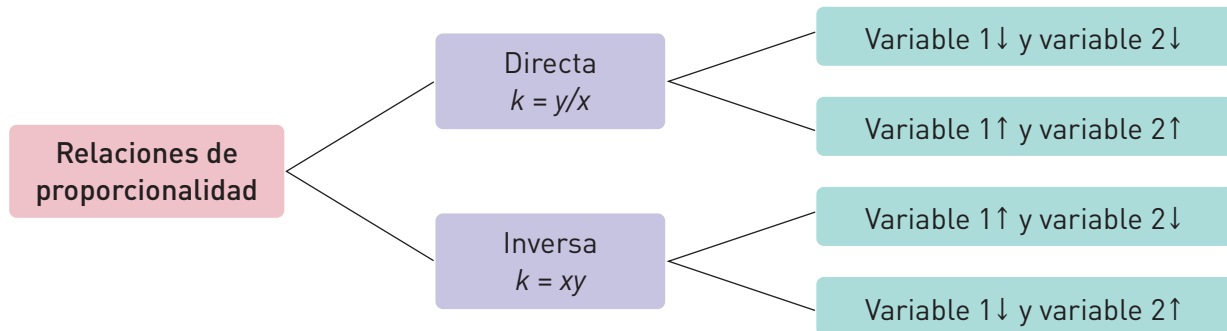 Relaciones de
proporcionalidad
Directa
k = y/x
Variable 1↓ y variable 2↓
Variable 1↑ y variable 2↑
Inversa
k = xy
Variable 1↑ y variable 2↓
Variable 1↓ y variable 2↑